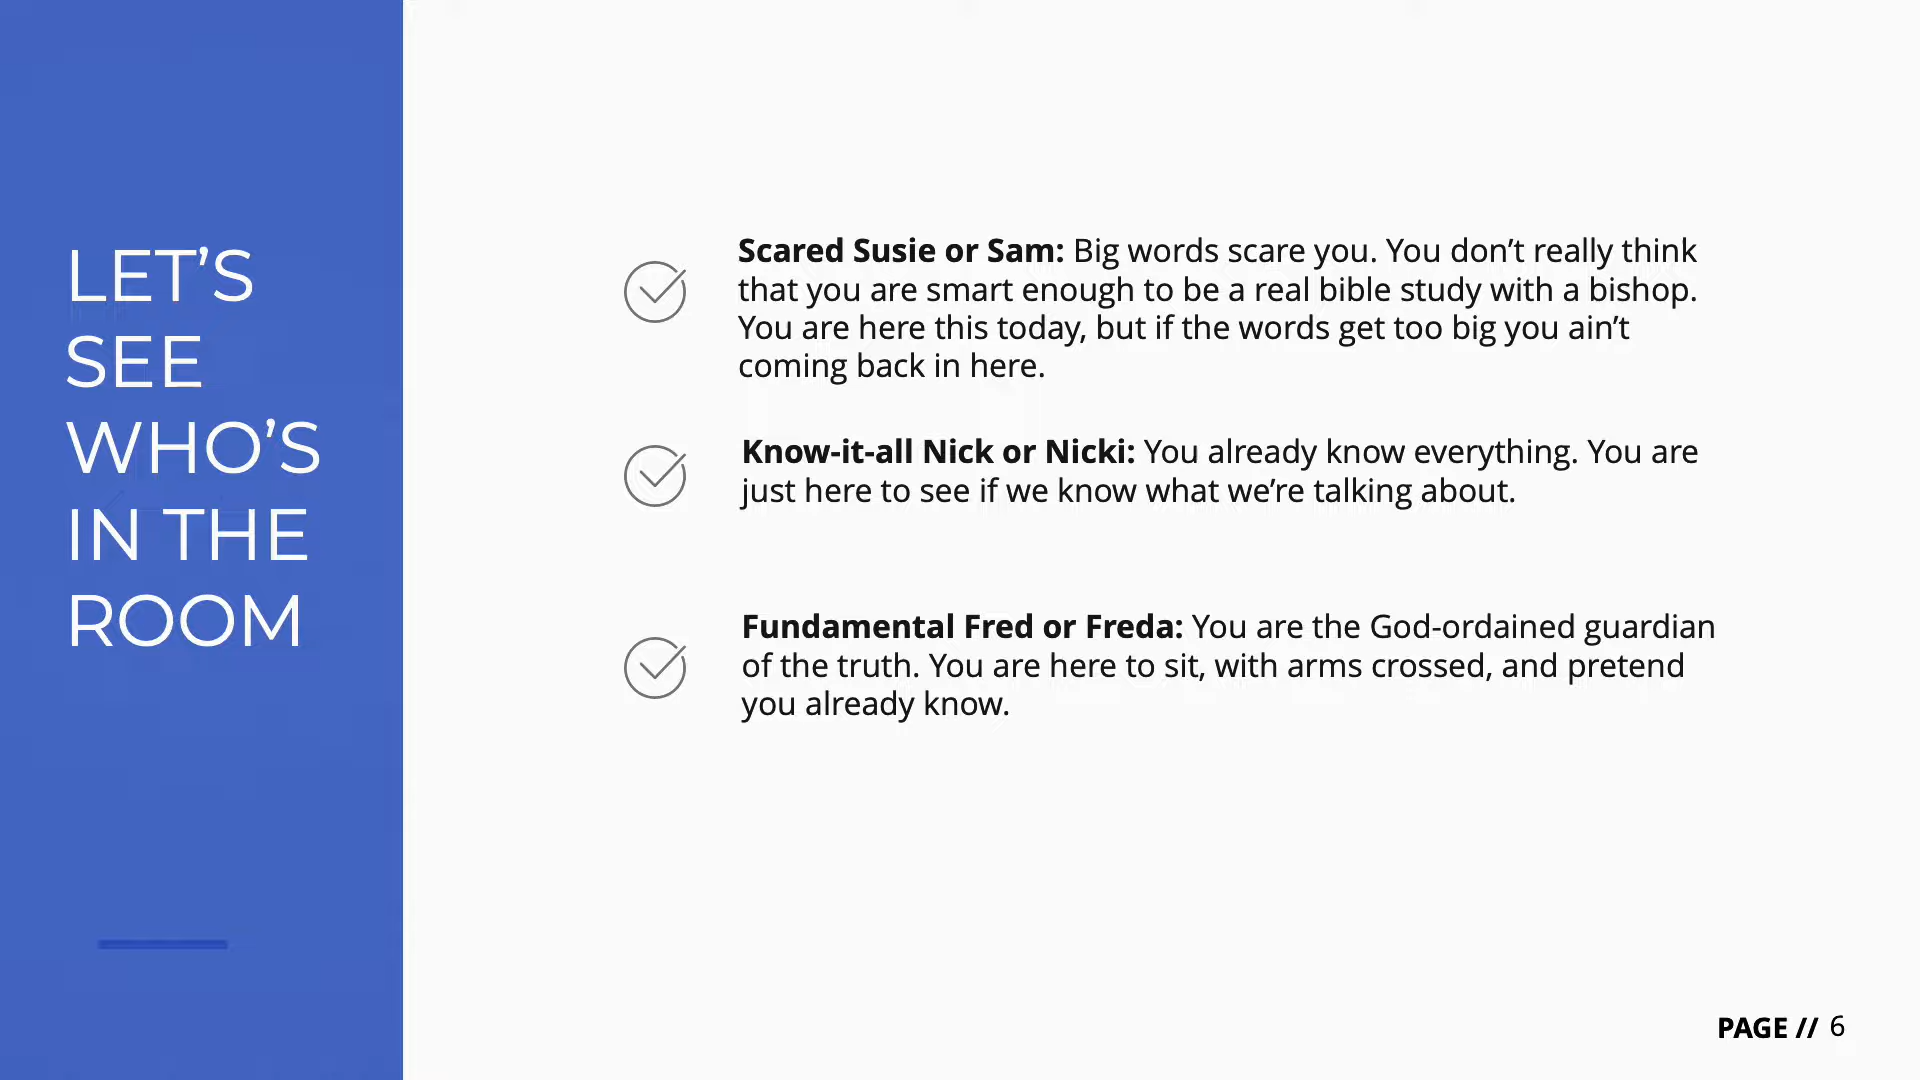 LET’S
SEE
WHO’S
IN THE
ROOM
Scared Susie or Sam: Big words scare you. You don’t really think
that you are smart enough to be a real bible study with a bishop.
You are here this today, but if the words get too big you ain’t
coming back in here.
Know-it-all Nick or Nicki: You already know everything. You are
just here to see if we know what we’re talking about.
Fundamental Fred or Freda: You are the God-ordained guardian
of the truth. You are here to sit, with arms crossed, and pretend
you already know.
PAGE // 6